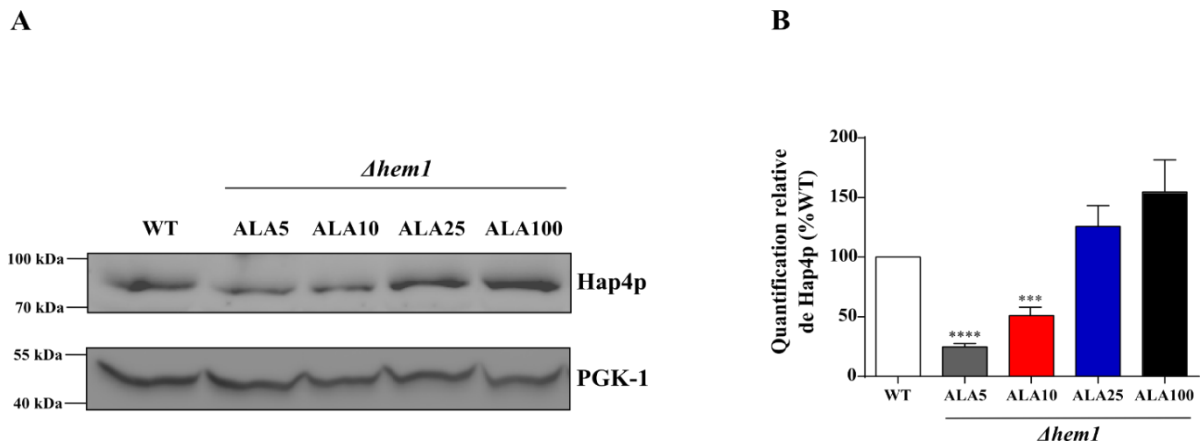 A
Δhem1
WT ALA5 ALA10 ALA25 ALA100
100 kDa
Hap4p
70 kDa
55 kDa
PGK-1
40 kDa
B
Quantification relative
de Hap4p (%WT)
200
150
100
50
0
****
***
WT ALA5 ALA10 ALA25 ALA100
Δhem1